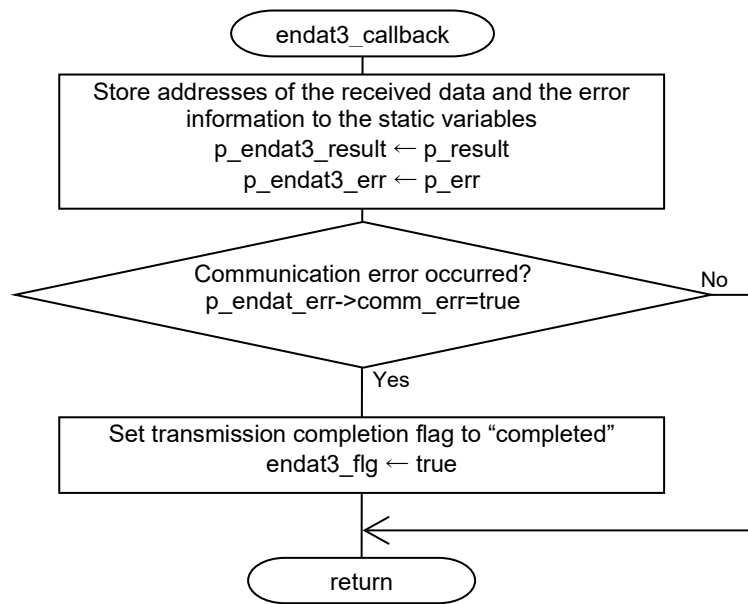 endat3_callback
Store addresses of the received data and the error
information to the static variables
p_endat3_result ← p_result
p_endat3_err ← p_err
Communication error occurred?
p_endat_err->comm_err=true
No
Yes
Set transmission completion flag to “completed”
endat3_flg ← true
return